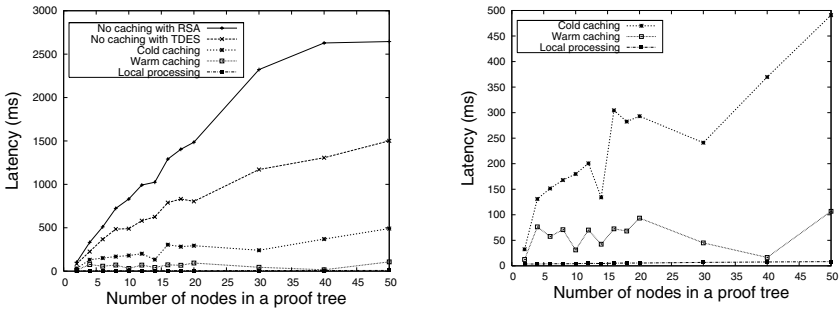 3000
2500
2000
1500
1000
500
0
Latency (ms)
No caching with RSA
No caching with TDES
Cold caching
Warm caching
Local processing
0 5 10 15 20 25 30 35 40 45 50
Number of nodes in a proof tree
500
450
400
350
300
250
200
150
100
50
0
Latency (ms)
Cold caching
Warm caching
Local processing
0 5 10 15 20 25 30 35 40 45 50
Number of nodes in a proof tree